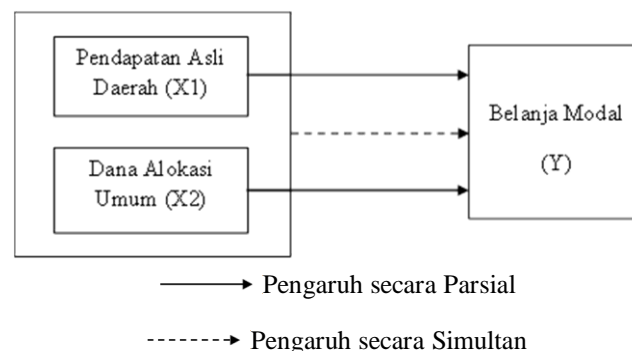 Pendapatan Asli
Daerah (X1)
Dana Alokasi
Umum (X2)
Belanja Modal
(Y)
Pengaruh secara Parsial
Pengaruh secara Simultan